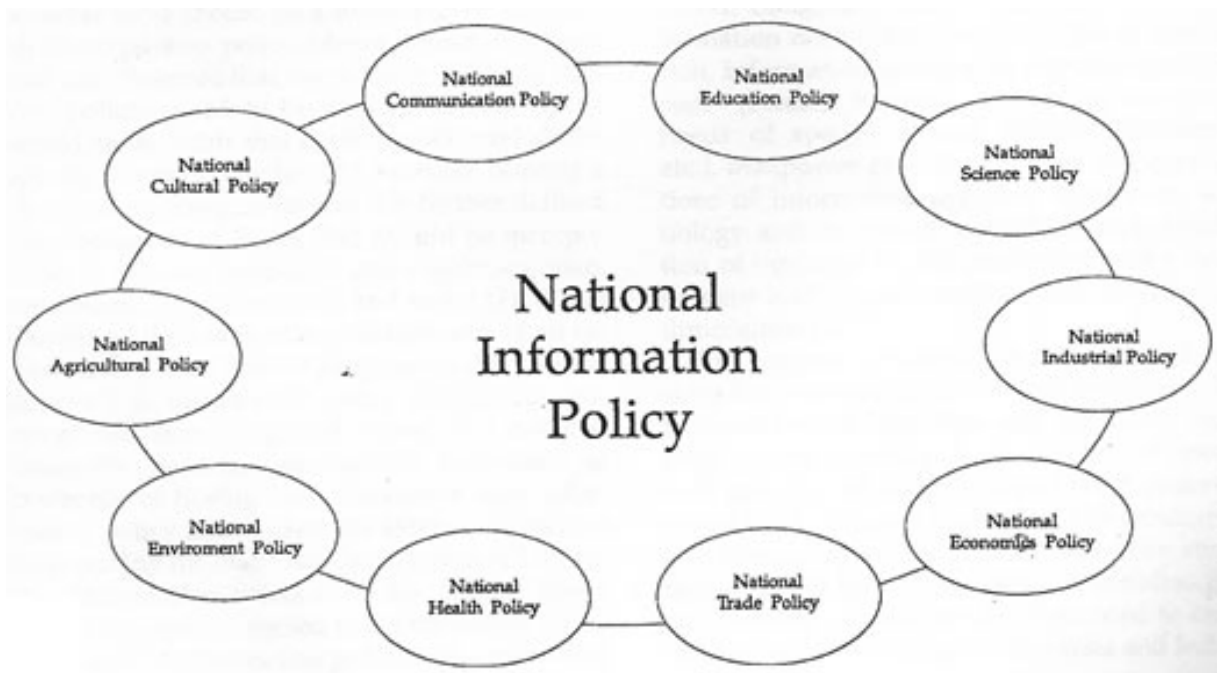 National
Communication Policy
National
Education Policy
National
Science Policy
National
Industrial Policy
National
Economics Policy
National
Trade Policy
National
Health Policy
National
Enviroment Policy
National
Agricultural Policy
National
Cultural Policy
National
Information
Policy